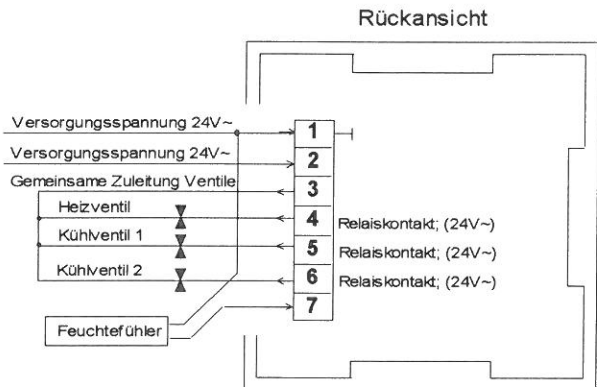 Rückansicht
Versorgungsspannung 24V~
1
Versorgungsspannung 24V~
2
Gemeinsame Zuleitung Ventile
3
Heizventil
4
Relaiskontakt; (24V~)
Kühlventil 1
5
Relaiskontakt; (24V~)
Kühlventil 2
6
Relaiskontakt; (24V~)
7
Feuchtefühler